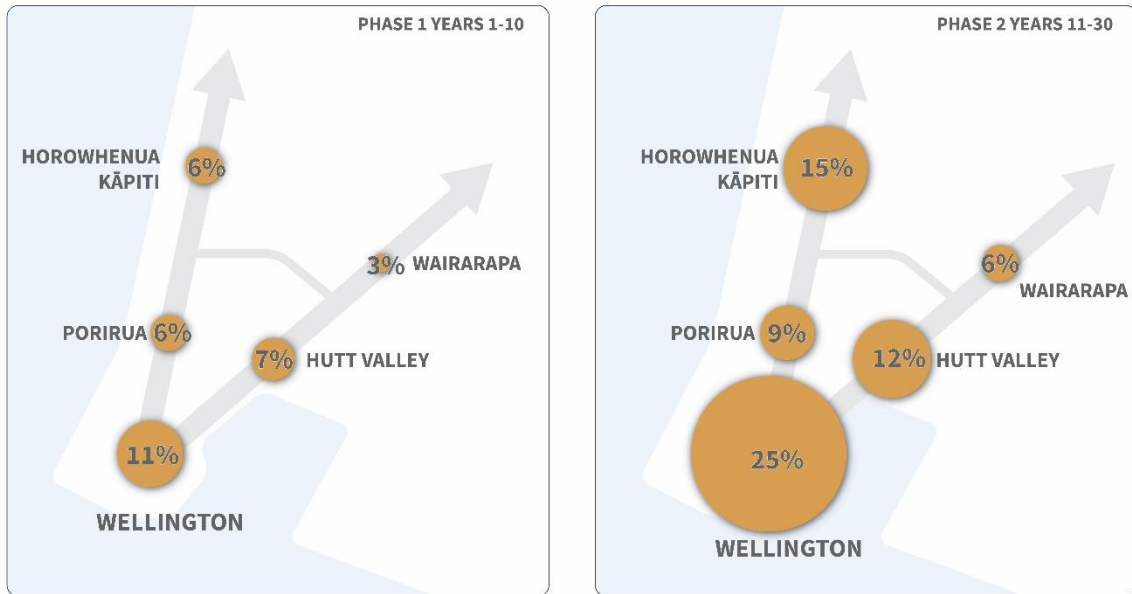 PHASE 1 YEARS 1-10
HOROWHENUA
KĀPITI
6%
3%
WAIRARAPA
PORIRUA
6%
7%
HUTT VALLEY
11%
WELLINGTON
PHASE 2 YEARS 11-30
HOROWHENUA
KĀPITI
15%
6%
WAIRARAPA
PORIRUA
9%
12%
HUTT VALLEY
25%
WELLINGTON